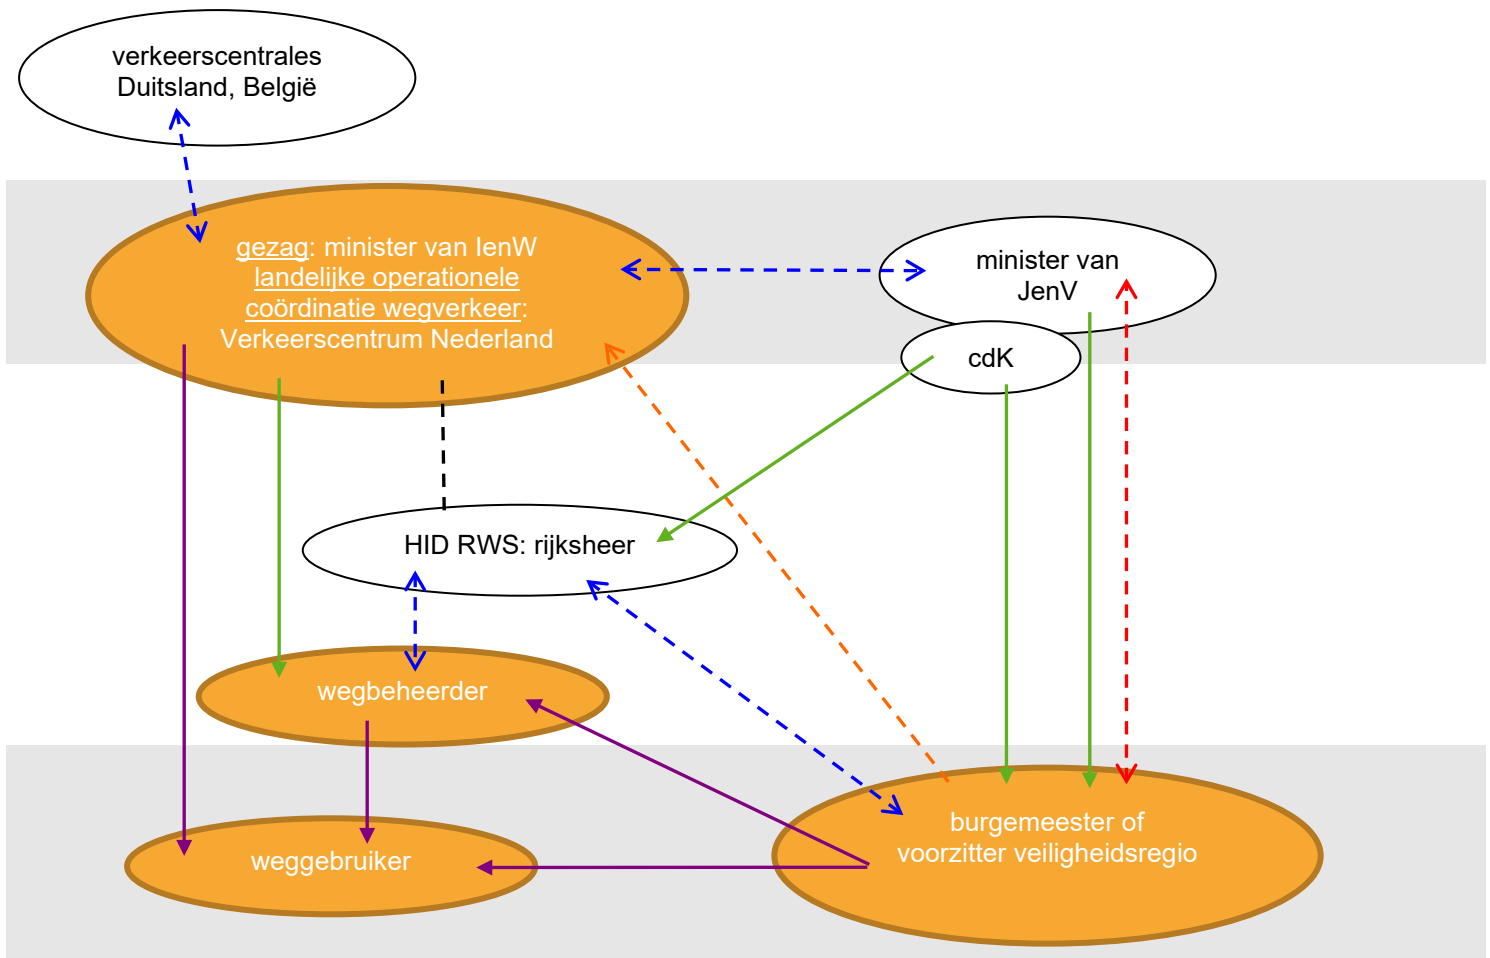 verkeerscentrales
Duitsland, België
gezag: minister van IenW
landelijke operationele
coördinatie wegverkeer:
Verkeerscentrum Nederland
minister van
JenV
cdK
HID RWS: rijksheer
wegbeheerder
burgemeester of
voorzitter veiligheidsregio
weggebruiker